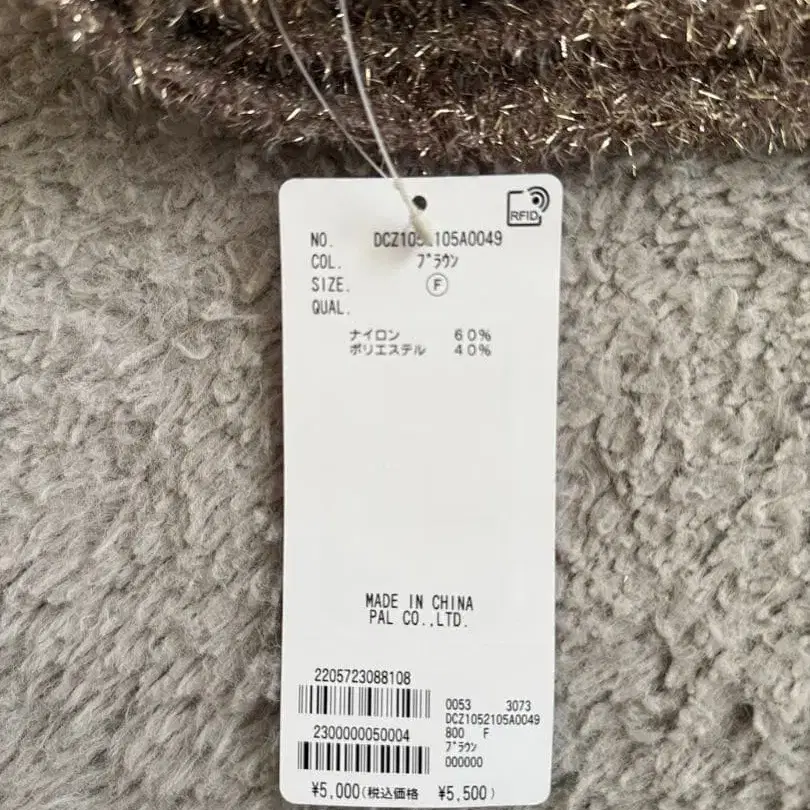 RFID
NO. DCZ1052105A0049
COL. ﾌﾞﾗｳﾝ
SIZE. Ⓕ
QUAL.
ナイロン 60%
ポリエステル 40%
MADE IN CHINA
PAL CO.,LTD.
2205723088108
2300000050004
0053 3073
DCZ1052105A0049
800 F
ﾌﾞﾗｳﾝ
000000
¥5,000(税込価格 ¥5,500)